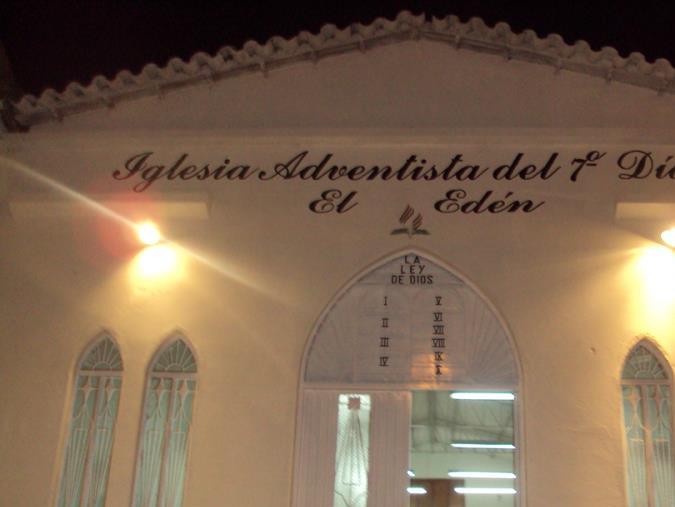 Iglesia Adventista del 7º Día
El Edén
LA
LEY
DE DIOS
I V
II VI
VII
III VIII
IX
IV X